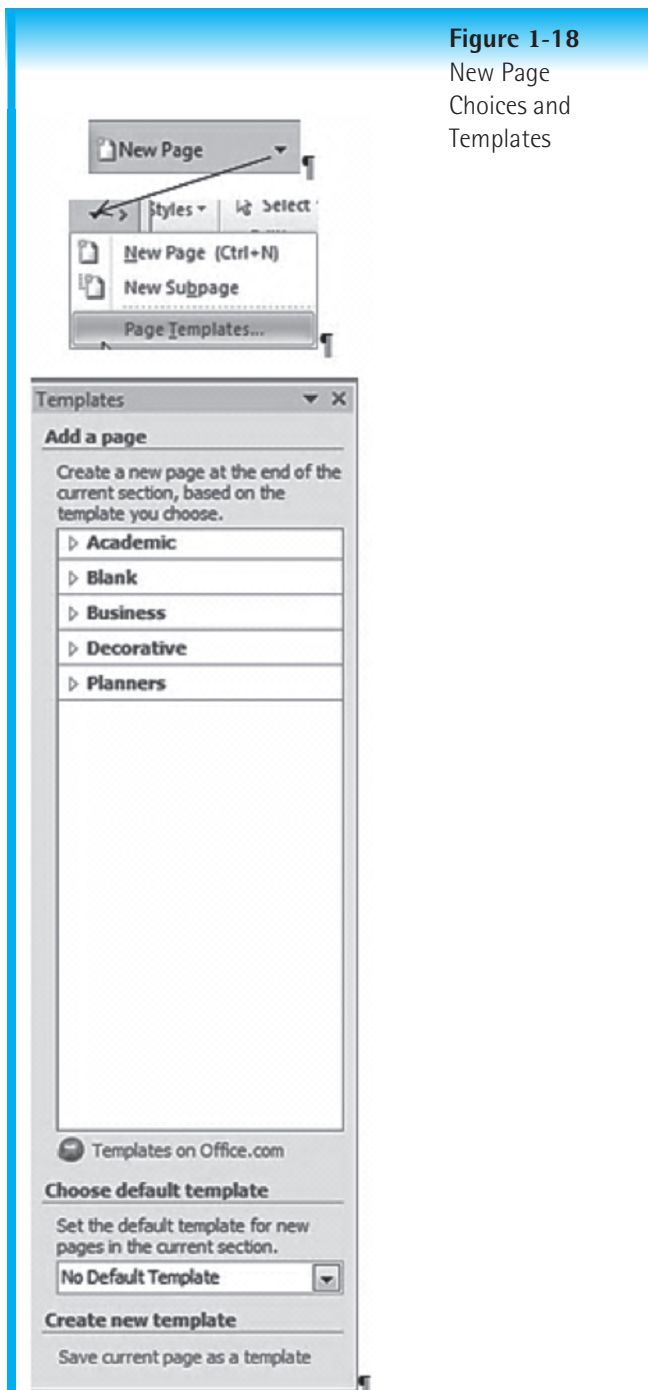 Figure 1-18
New Page
Choices and
Templates
New Page
¶
Styles
Select
New Page (Ctrl+N)
New Subpage
Page Templates...
¶
Templates
Add a page
Create a new page at the end of the
current section, based on the
template you choose.
Academic
Blank
Business
Decorative
Planners
Templates on Office.com
Choose default template
Set the default template for new
pages in the current section.
No Default Template
Create new template
Save current page as a template
¶